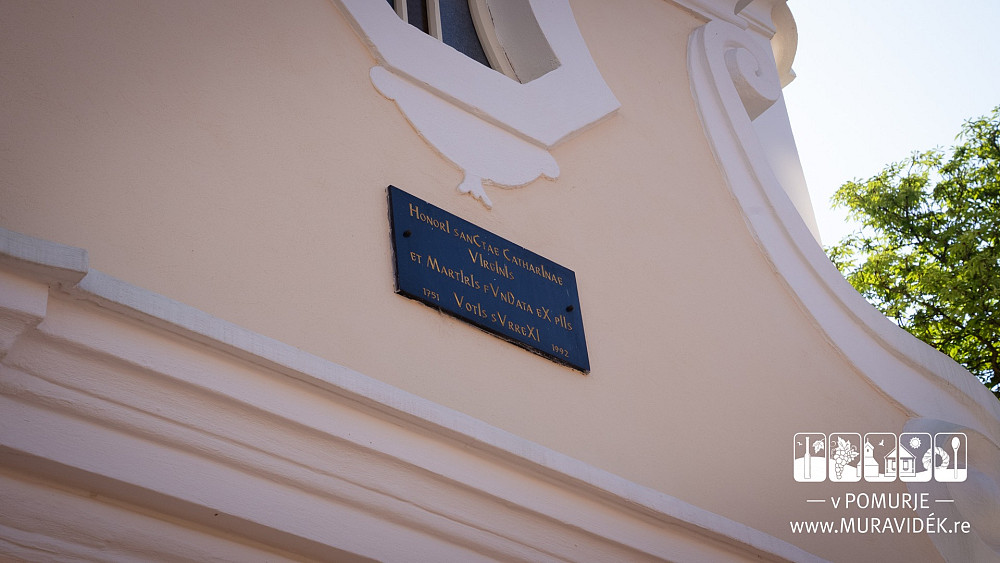 HonorI sanCtae CatharInae
VIrgInIs
et MartIrIs fVnData eX pIIs
1751 VotIs sVrreXI 1992
v POMURJE
www.MURAVIDÉK.re